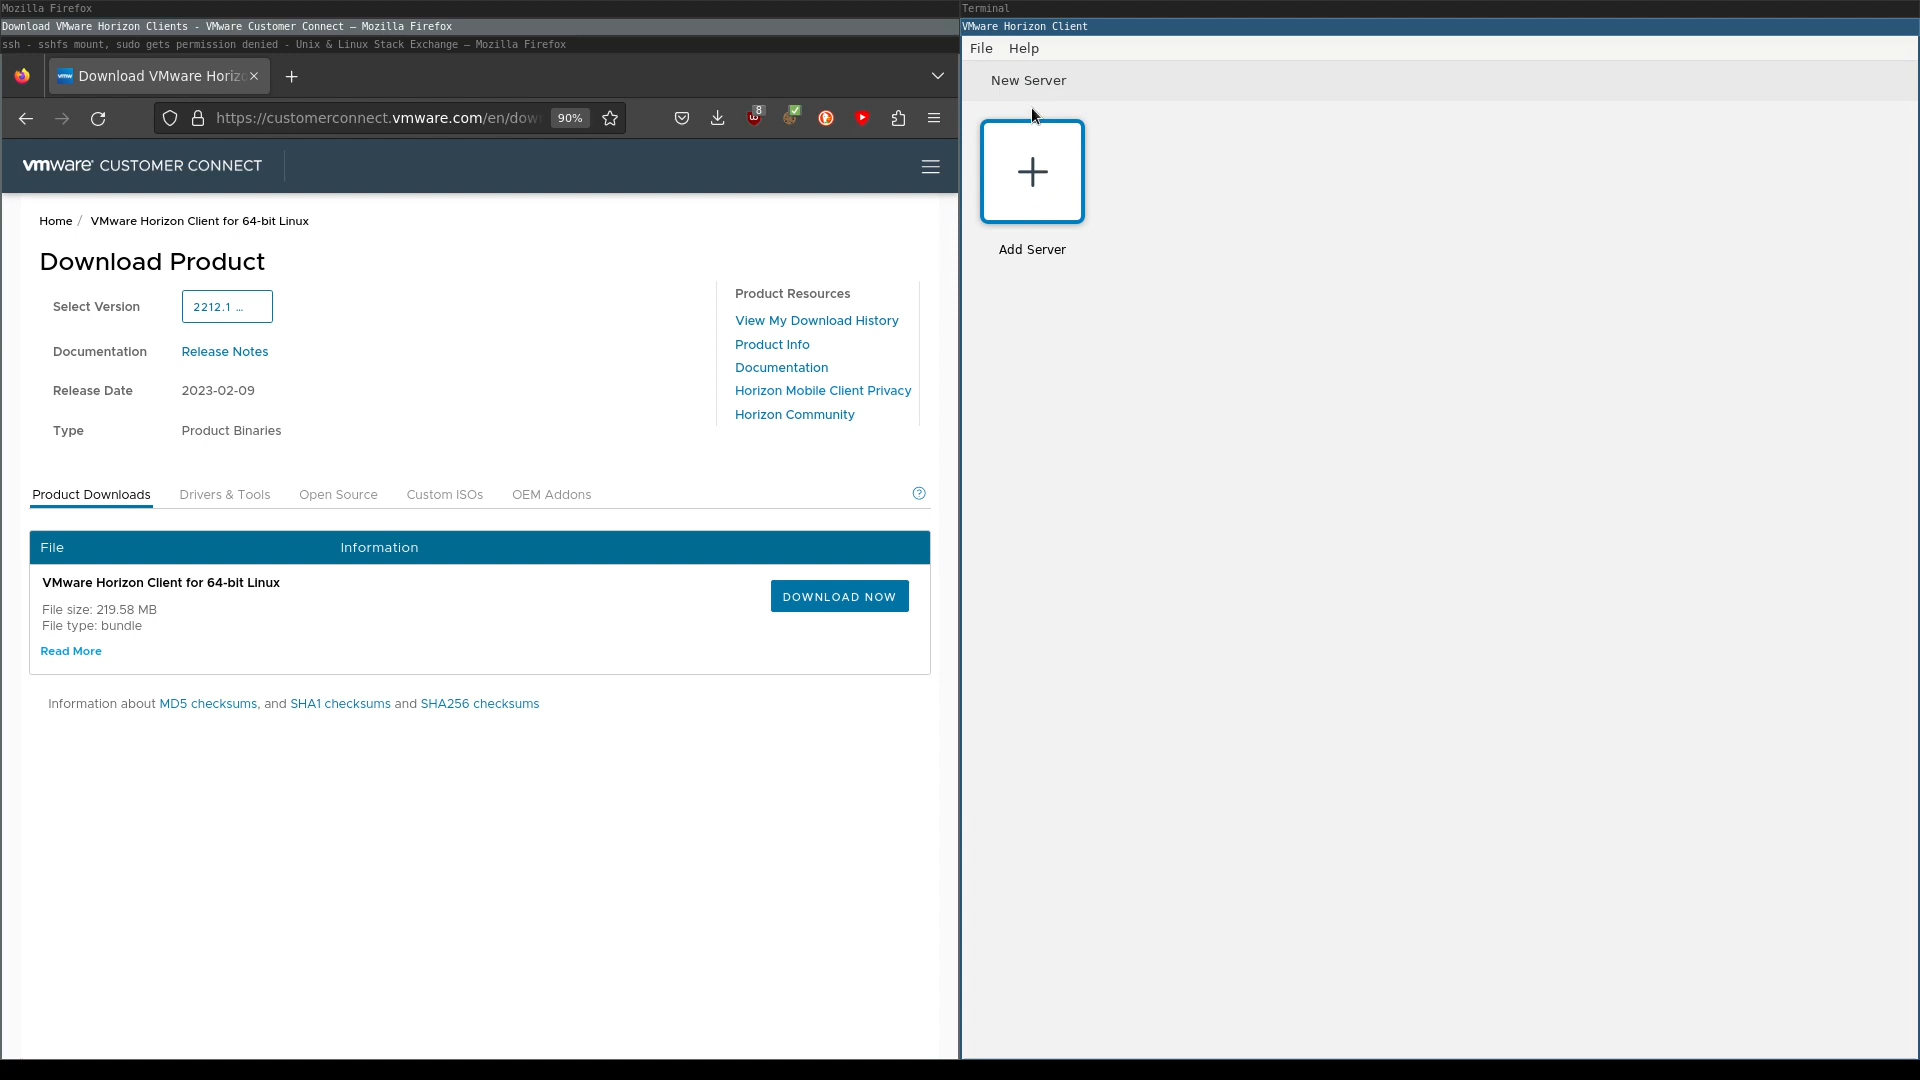 Mozilla Firefox
Download VMware Horizon Clients - VMware Customer Connect — Mozilla Firefox
ssh - sshfs mount, sudo gets permission denied - Unix & Linux Stack Exchange — Mozilla Firefox
vmw Download VMware Horiz
https://customerconnect.vmware.com/en/dow 90% 8
vmware CUSTOMER CONNECT
Home / VMware Horizon Client for 64-bit Linux
Download Product
Select Version 2212.1 ...
Documentation Release Notes
Release Date 2023-02-09
Type Product Binaries
Product Resources
View My Download History
Product Info
Documentation
Horizon Mobile Client Privacy
Horizon Community
Product Downloads Drivers & Tools Open Source Custom ISOs OEM Addons ?
File Information
VMware Horizon Client for 64-bit Linux
File size: 219.58 MB
File type: bundle
Read More
DOWNLOAD NOW
Information about MD5 checksums, and SHA1 checksums and SHA256 checksums
Terminal
VMware Horizon Client
File Help
New Server
Add Server